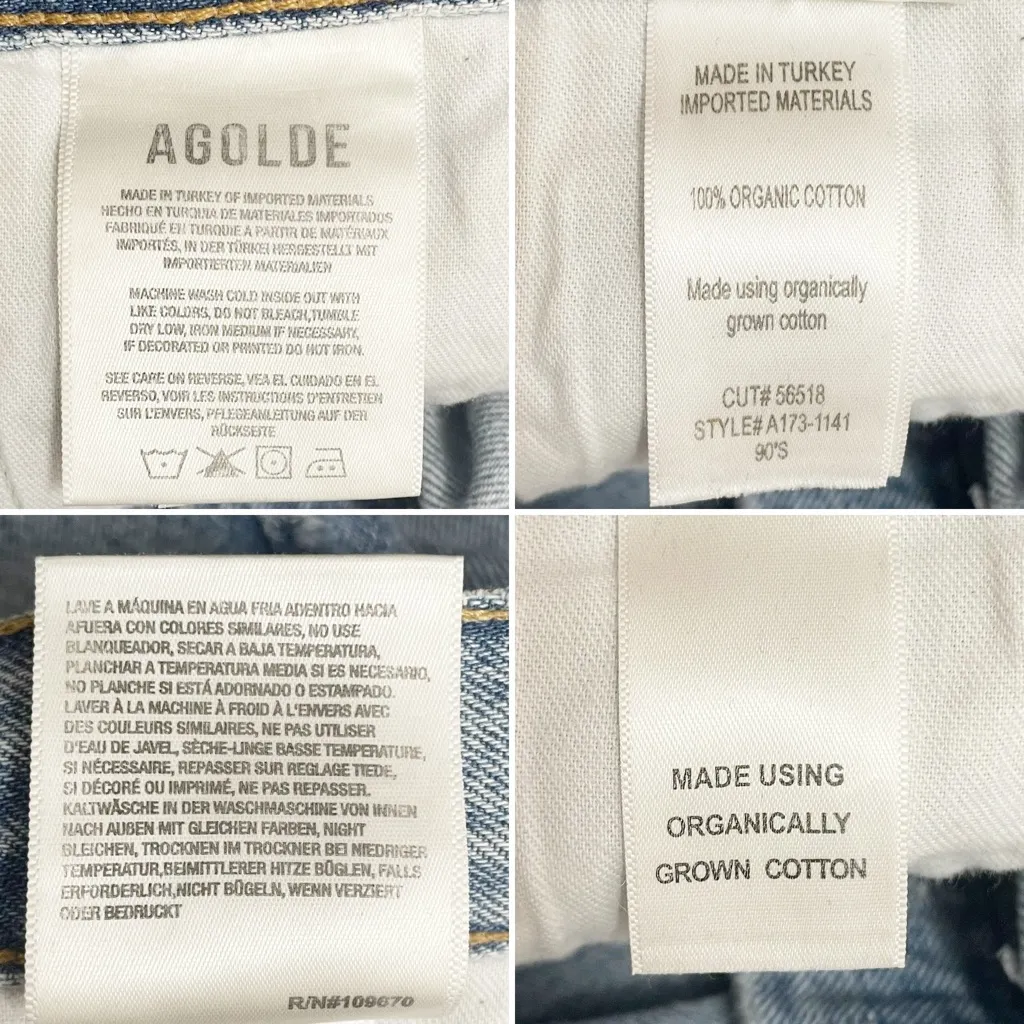 AGOLDE
MADE IN TURKEY OF IMPORTED MATERIALS
HECHO EN TURQUIA DE MATERIALES IMPORTADOS
FABRIQUÉ EN TURQUIE A PARTIR DE MATÉRIAUX
IMPORTÉS, IN DER TÜRKEI HERGESTELLT MIT
IMPORTIERTEN MATERIALIEN
MACHINE WASH COLD INSIDE OUT WITH
LIKE COLORS, DO NOT BLEACH,TUMBLE
DRY LOW, IRON MEDIUM IF NECESSARY,
IF DECORATED OR PRINTED DO NOT IRON.
SEE CARE ON REVERSE, VEA EL CUIDADO EN EL
REVERSO, VOIR LES INSTRUCTIONS D'ENTRETIEN
SUR L'ENVERS, PFLEGEANLEITUNG AUF DER
RÜCKSEITE
MADE IN TURKEY
IMPORTED MATERIALS
100% ORGANIC COTTON
Made using organically
grown cotton
CUT# 56518
STYLE# A173-1141
90'S
LAVE A MÁQUINA EN AGUA FRIA ADENTRO HACIA
AFUERA CON COLORES SIMILARES, NO USE
BLANQUEADOR, SECAR A BAJA TEMPERATURA,
PLANCHAR A TEMPERATURA MEDIA SI ES NECESARIO,
NO PLANCHE SI ESTÁ ADORNADO O ESTAMPADO.
LAVER À LA MACHINE À FROID À L'ENVERS AVEC
DES COULEURS SIMILAIRES, NE PAS UTILISER
D'EAU DE JAVEL, SÈCHE-LINGE BASSE TEMPERATURE,
SI NÉCESSAIRE, REPASSER SUR REGLAGE TIEDE,
SI DÉCORÉ OU IMPRIMÉ, NE PAS REPASSER.
KALTWÄSCHE IN DER WASCHMASCHINE VON INNEN
NACH AUBEN MIT GLEICHEN FARBEN, NIGHT
BLEICHEN, TROCKNEN IM TROCKNER BEI NIEDRIGER
TEMPERATUR,BEIMITTLERER HITZE BÜGLEN, FALLS
ERFORDERLICH,NICHT BÜGELN, WENN VERZIERT
ODER BEDRUCKT
R/N#109670
MADE USING
ORGANICALLY
GROWN COTTON